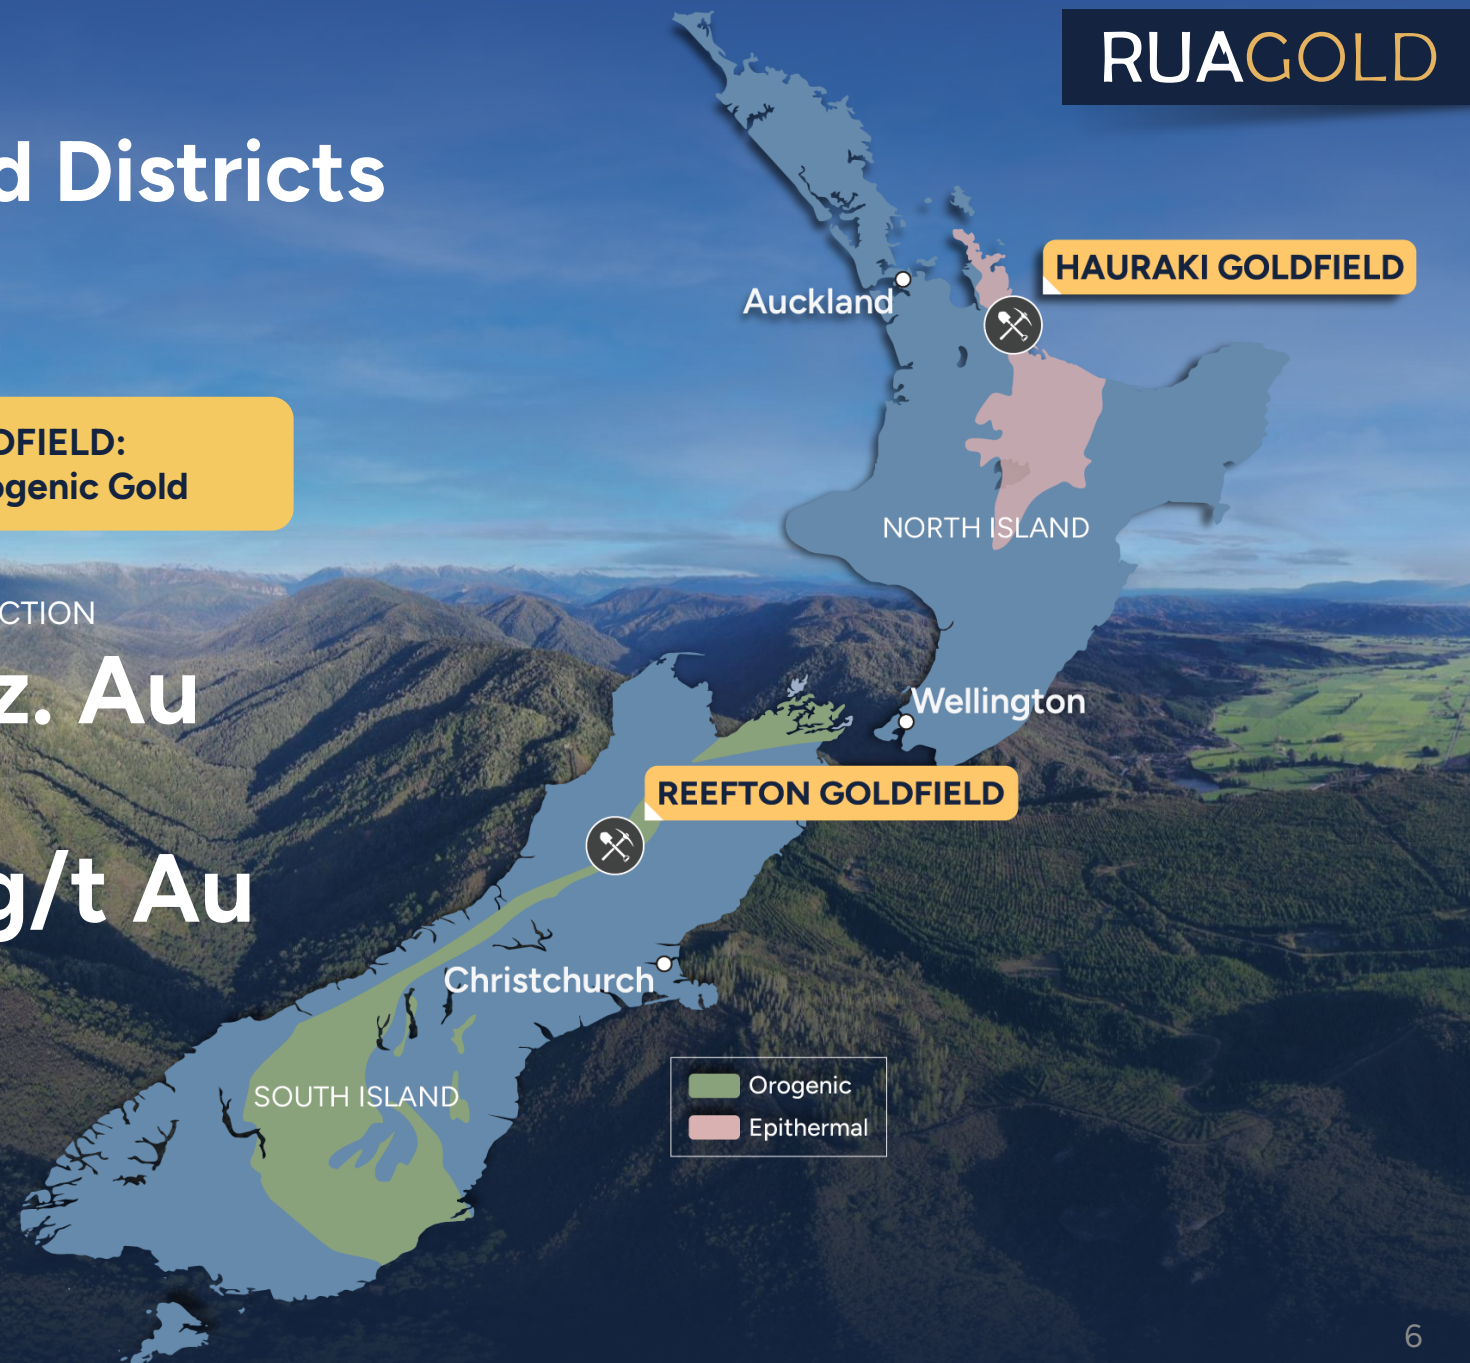 RUAGOLD
d Districts
HAURAKI GOLDFIELD
Auckland
DFIELD:
ogenic Gold
NORTH ISLAND
CTION
z. Au
Wellington
REEFTON GOLDFIELD
g/t Au
Christchurch
SOUTH ISLAND
Orogenic
Epithermal
6